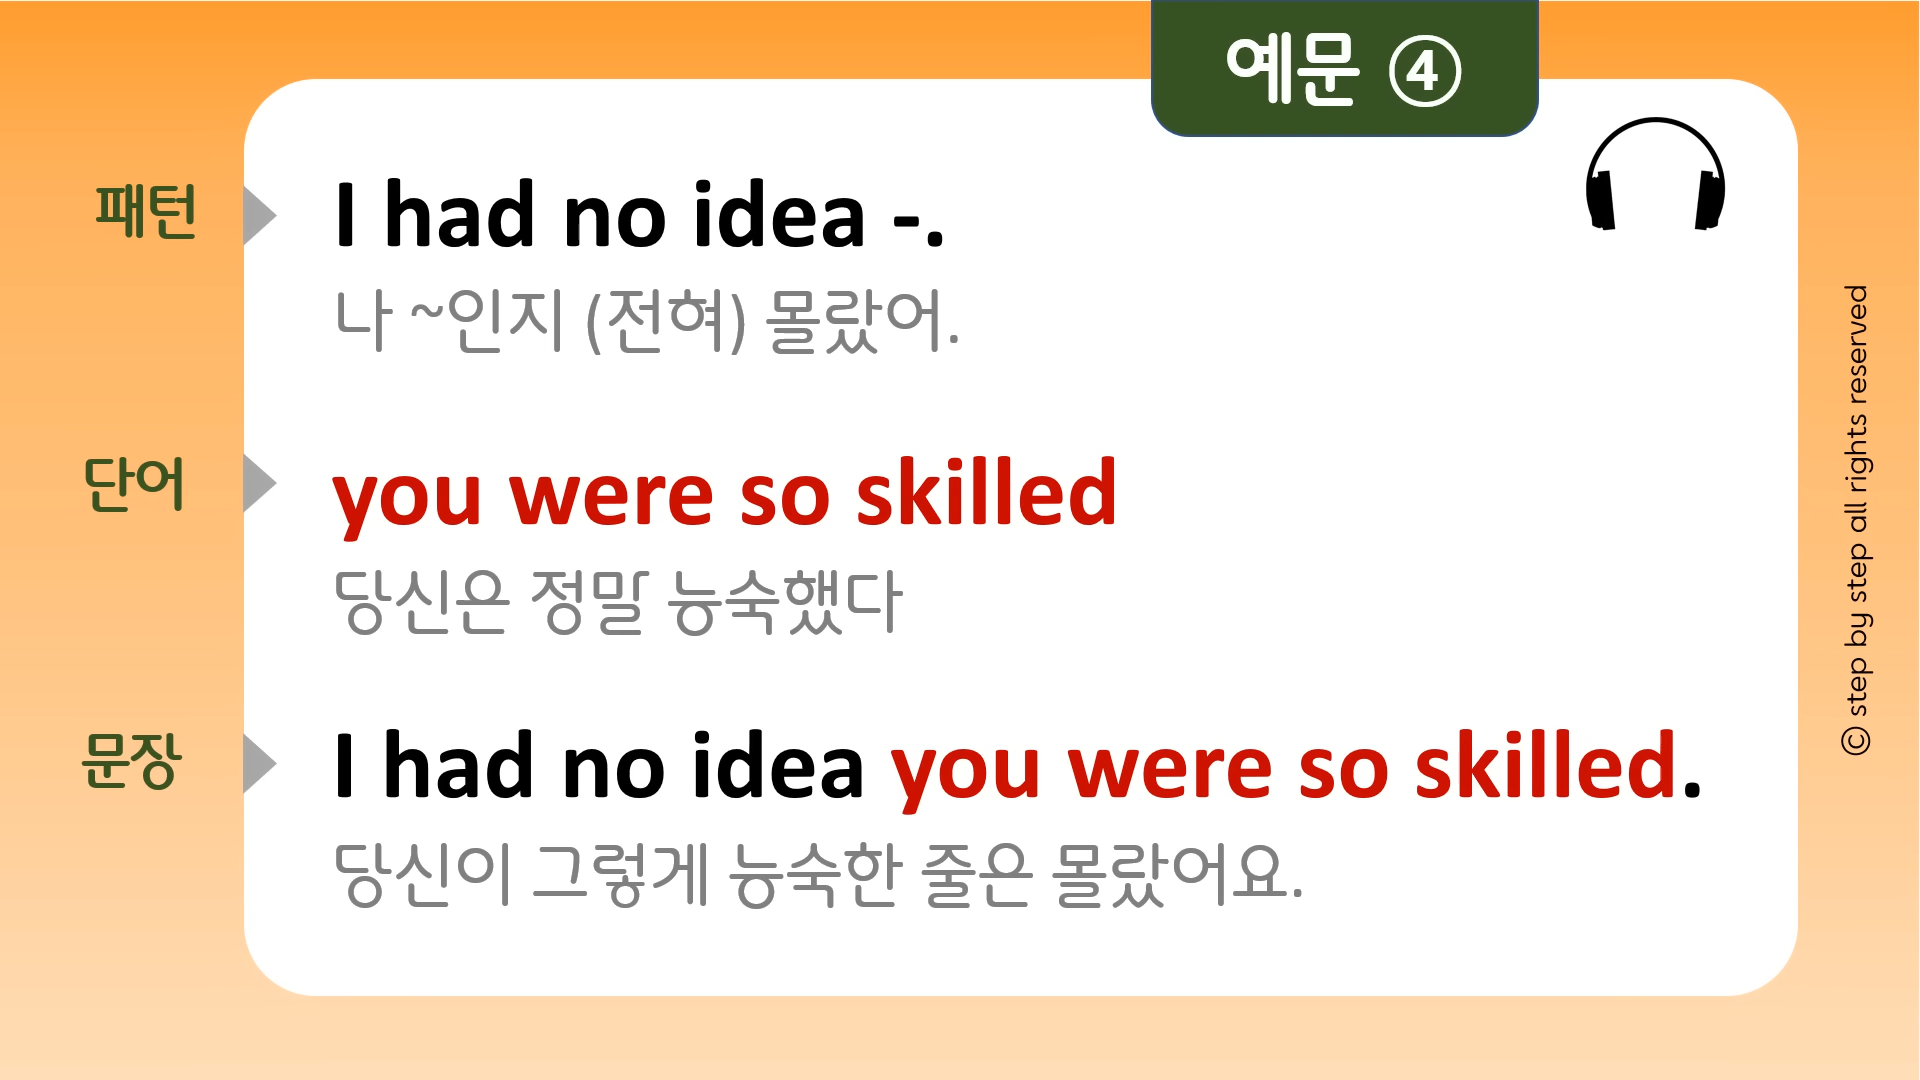 예문 ④
패턴
I had no idea -.
나 ~인지 (전혀) 몰랐어.
단어
you were so skilled
당신은 정말 능숙했다
문장
I had no idea you were so skilled.
당신이 그렇게 능숙한 줄은 몰랐어요.
© step by step all rights reserved